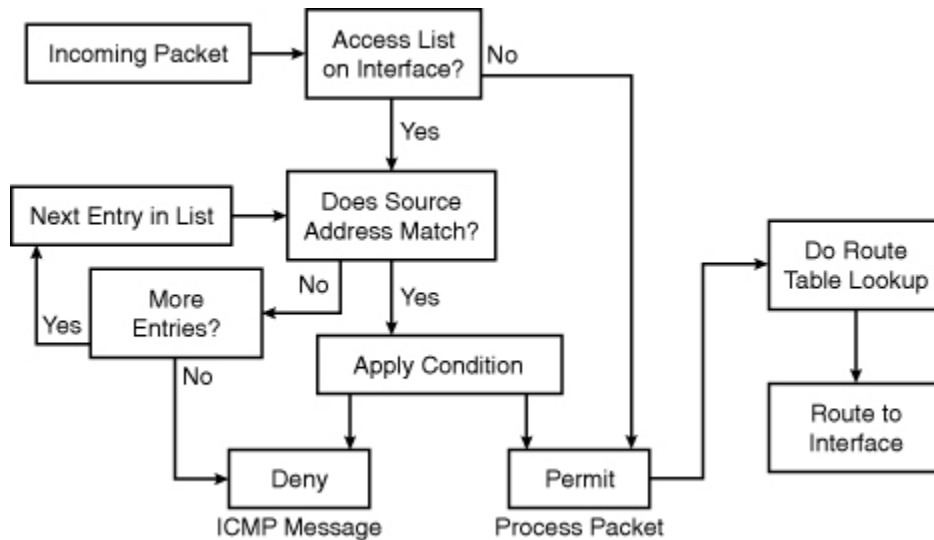 Incoming Packet
Access List
on Interface?
No
Yes
Next Entry in List
Does Source
Address Match?
Do Route
Table Lookup
No
Yes
More
Entries?
Yes
No
Apply Condition
Route to
Interface
Deny
ICMP Message
Permit
Process Packet